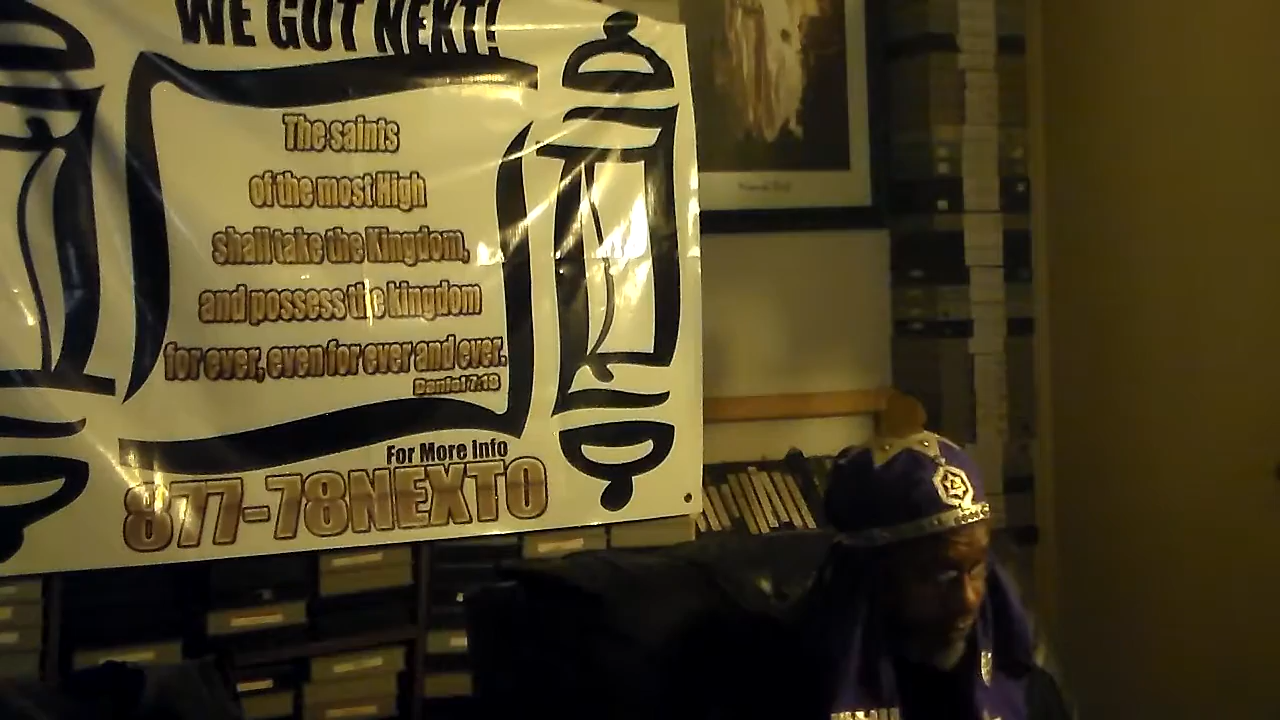 WE GOT NEXT!
The saints
of the most High
shall take the Kingdom,
and possess the kingdom
for ever, even for ever and ever.
Daniel 7:18
For More Info
877-78NEXT0